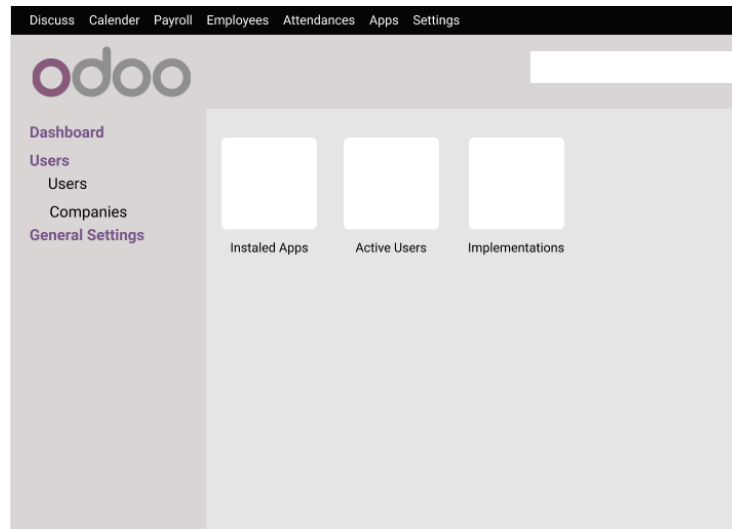 Discuss Calender Payroll Employees Attendances Apps Settings
odoo
Dashboard
Users
Users
Companies
General Settings
Instaled Apps Active Users Implementations